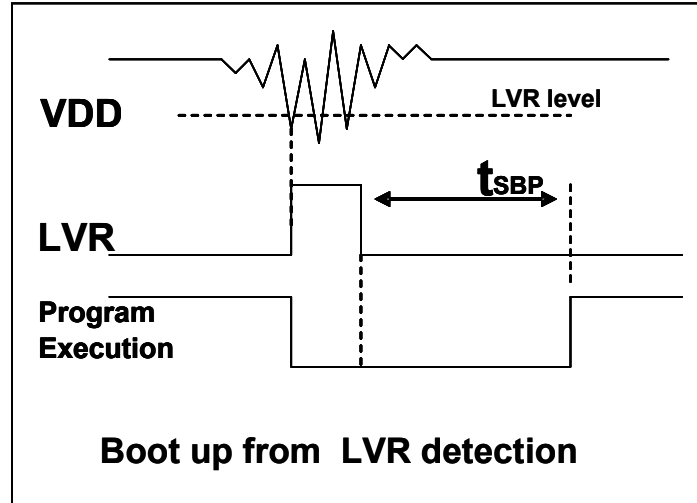 LVR level
VDD
tSBP
LVR
Program
Execution
Boot up from LVR detection